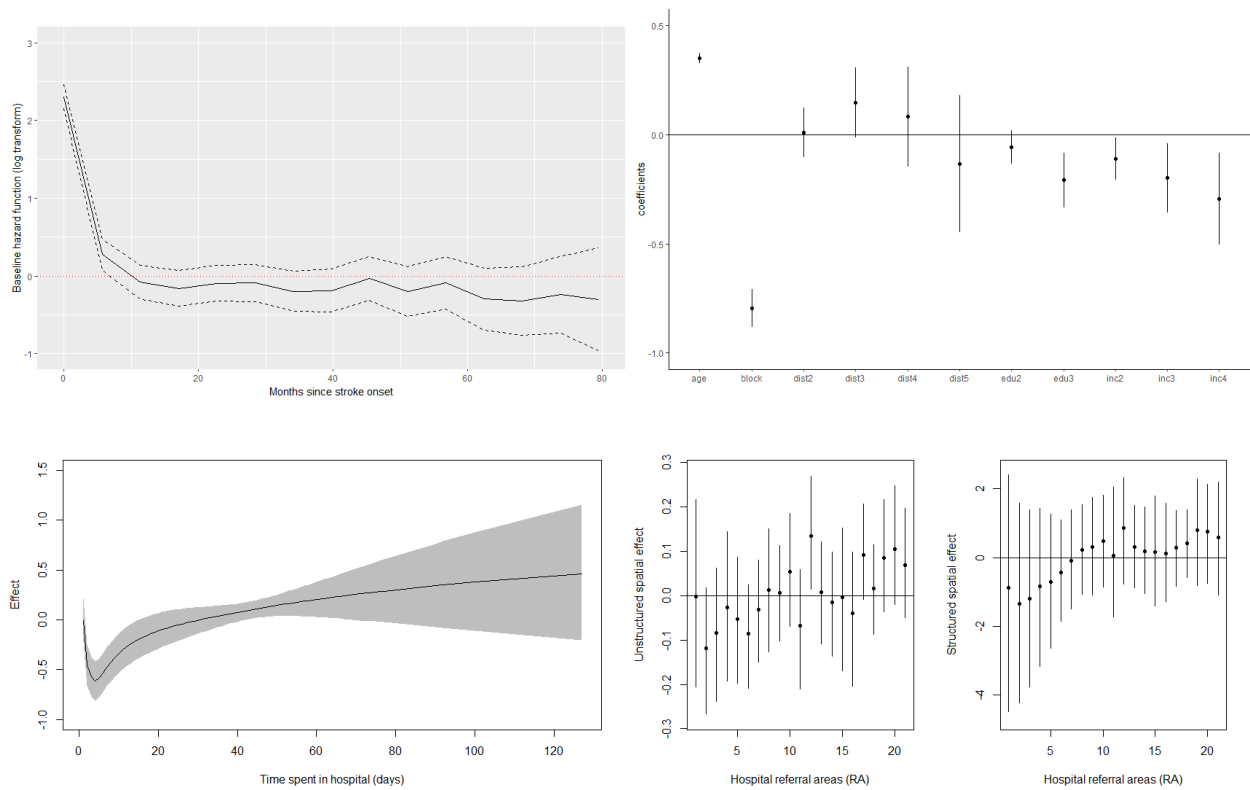 3
2
1
0
-1
Baseline hazard function (log transform)
0
20
40
60
80
Months since stroke onset
0.5
0.0
-0.5
-1.0
coefficients
age
block
dist2
dist3
dist4
dist5
edu2
edu3
inc2
inc3
inc4
1.5
1.0
0.5
0.0
-0.5
-1.0
Effect
0
20
40
60
80
100
120
Time spent in hospital (days)
0.3
0.2
0.1
0.0
-0.1
-0.2
-0.3
Unstructured spatial effect
5
10
15
20
Hospital referral areas (RA)
2
0
-2
-4
Structured spatial effect
5
10
15
20
Hospital referral areas (RA)